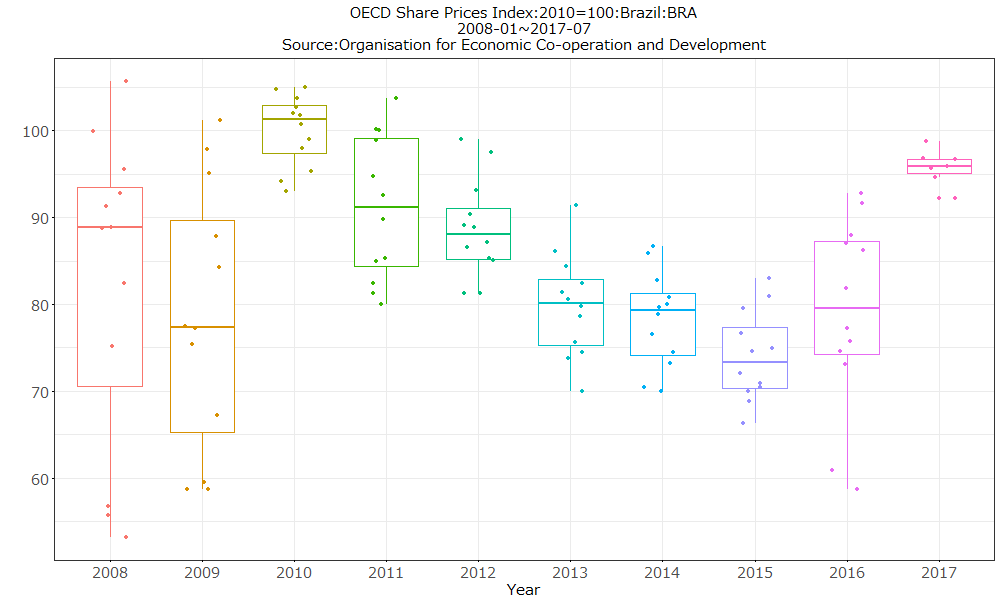 OECD Share Prices Index:2010=100:Brazil:BRA
2008-01~2017-07
Source:Organisation for Economic Co-operation and Development
100
90
80
70
60
2008 2009 2010 2011 2012 2013 2014 2015 2016 2017
Year